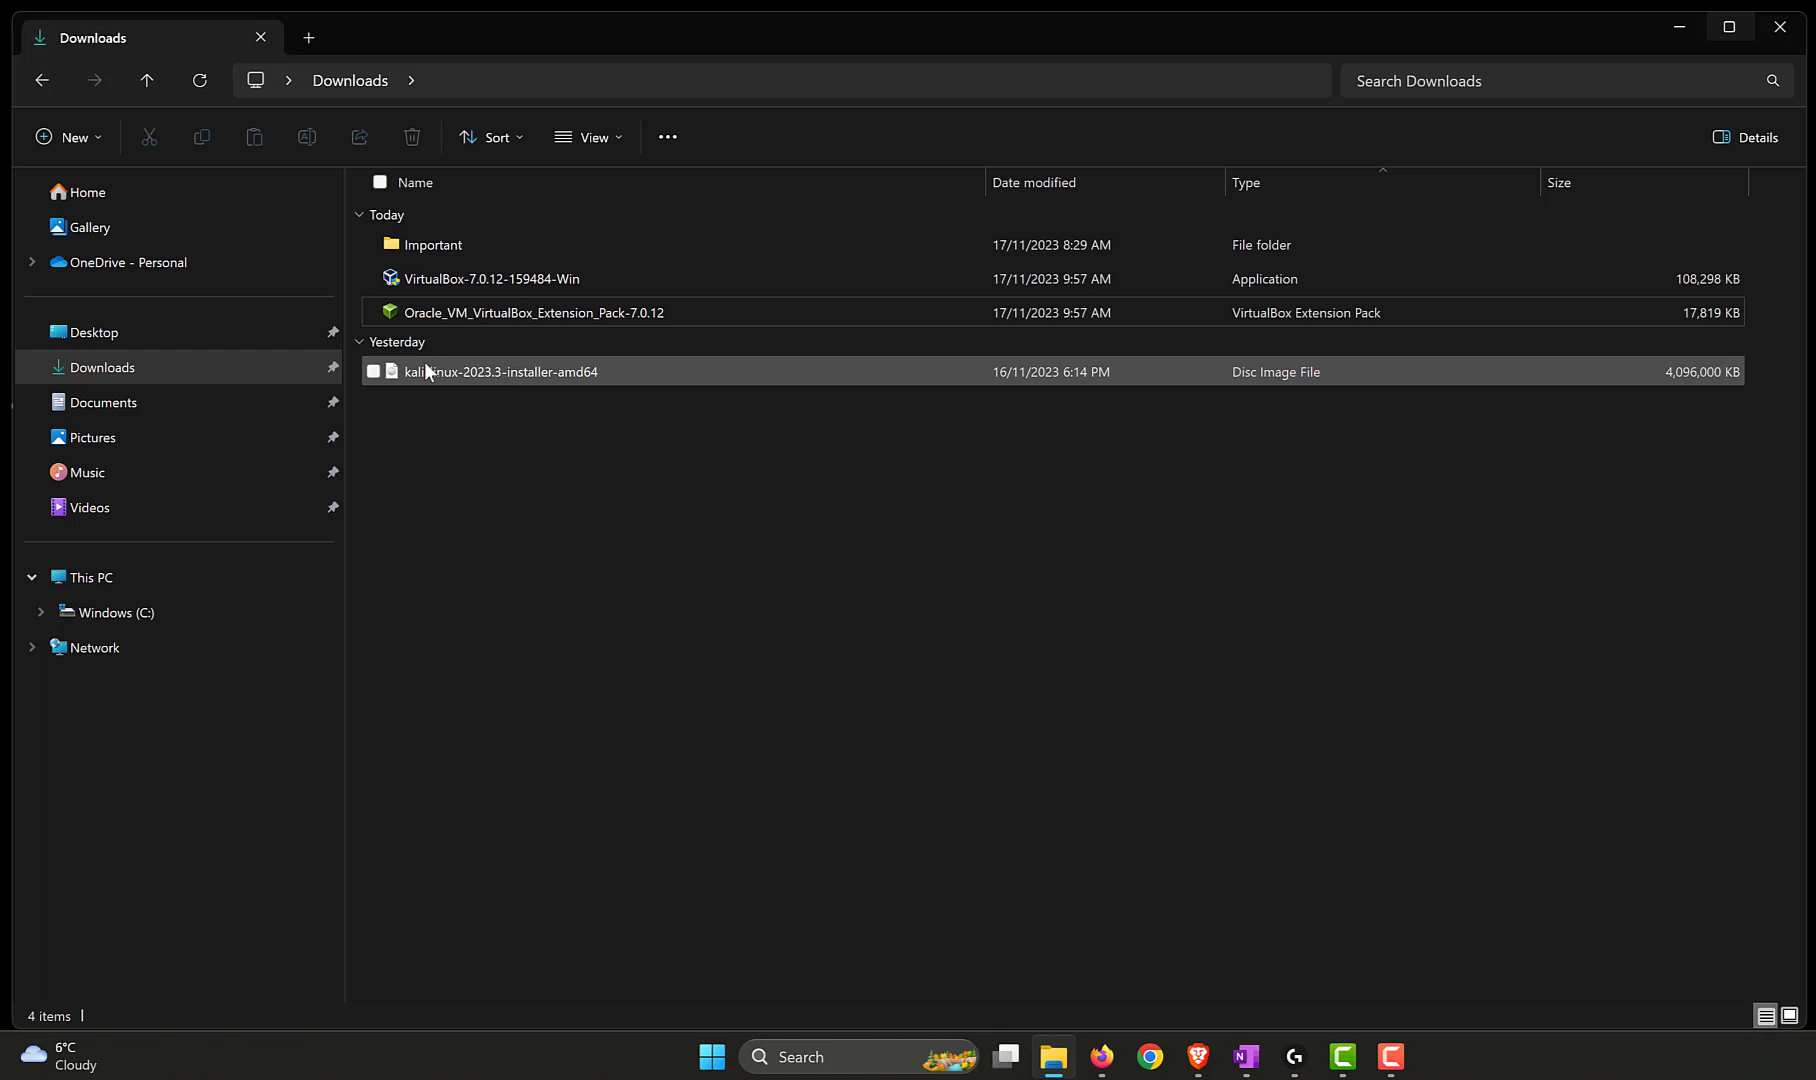 Downloads
Downloads
Search Downloads
New
Sort
View
Details
Home
Gallery
OneDrive - Personal
Desktop
Downloads
Documents
Pictures
Music
Videos
This PC
Windows (C:)
Network
Name Date modified Type Size
Today
Important 17/11/2023 8:29 AM File folder
VirtualBox-7.0.12-159484-Win 17/11/2023 9:57 AM Application 108,298 KB
Oracle_VM_VirtualBox_Extension_Pack-7.0.12 17/11/2023 9:57 AM VirtualBox Extension Pack 17,819 KB
Yesterday
kali-linux-2023.3-installer-amd64 16/11/2023 6:14 PM Disc Image File 4,096,000 KB
4 items
6°C
Cloudy
Search